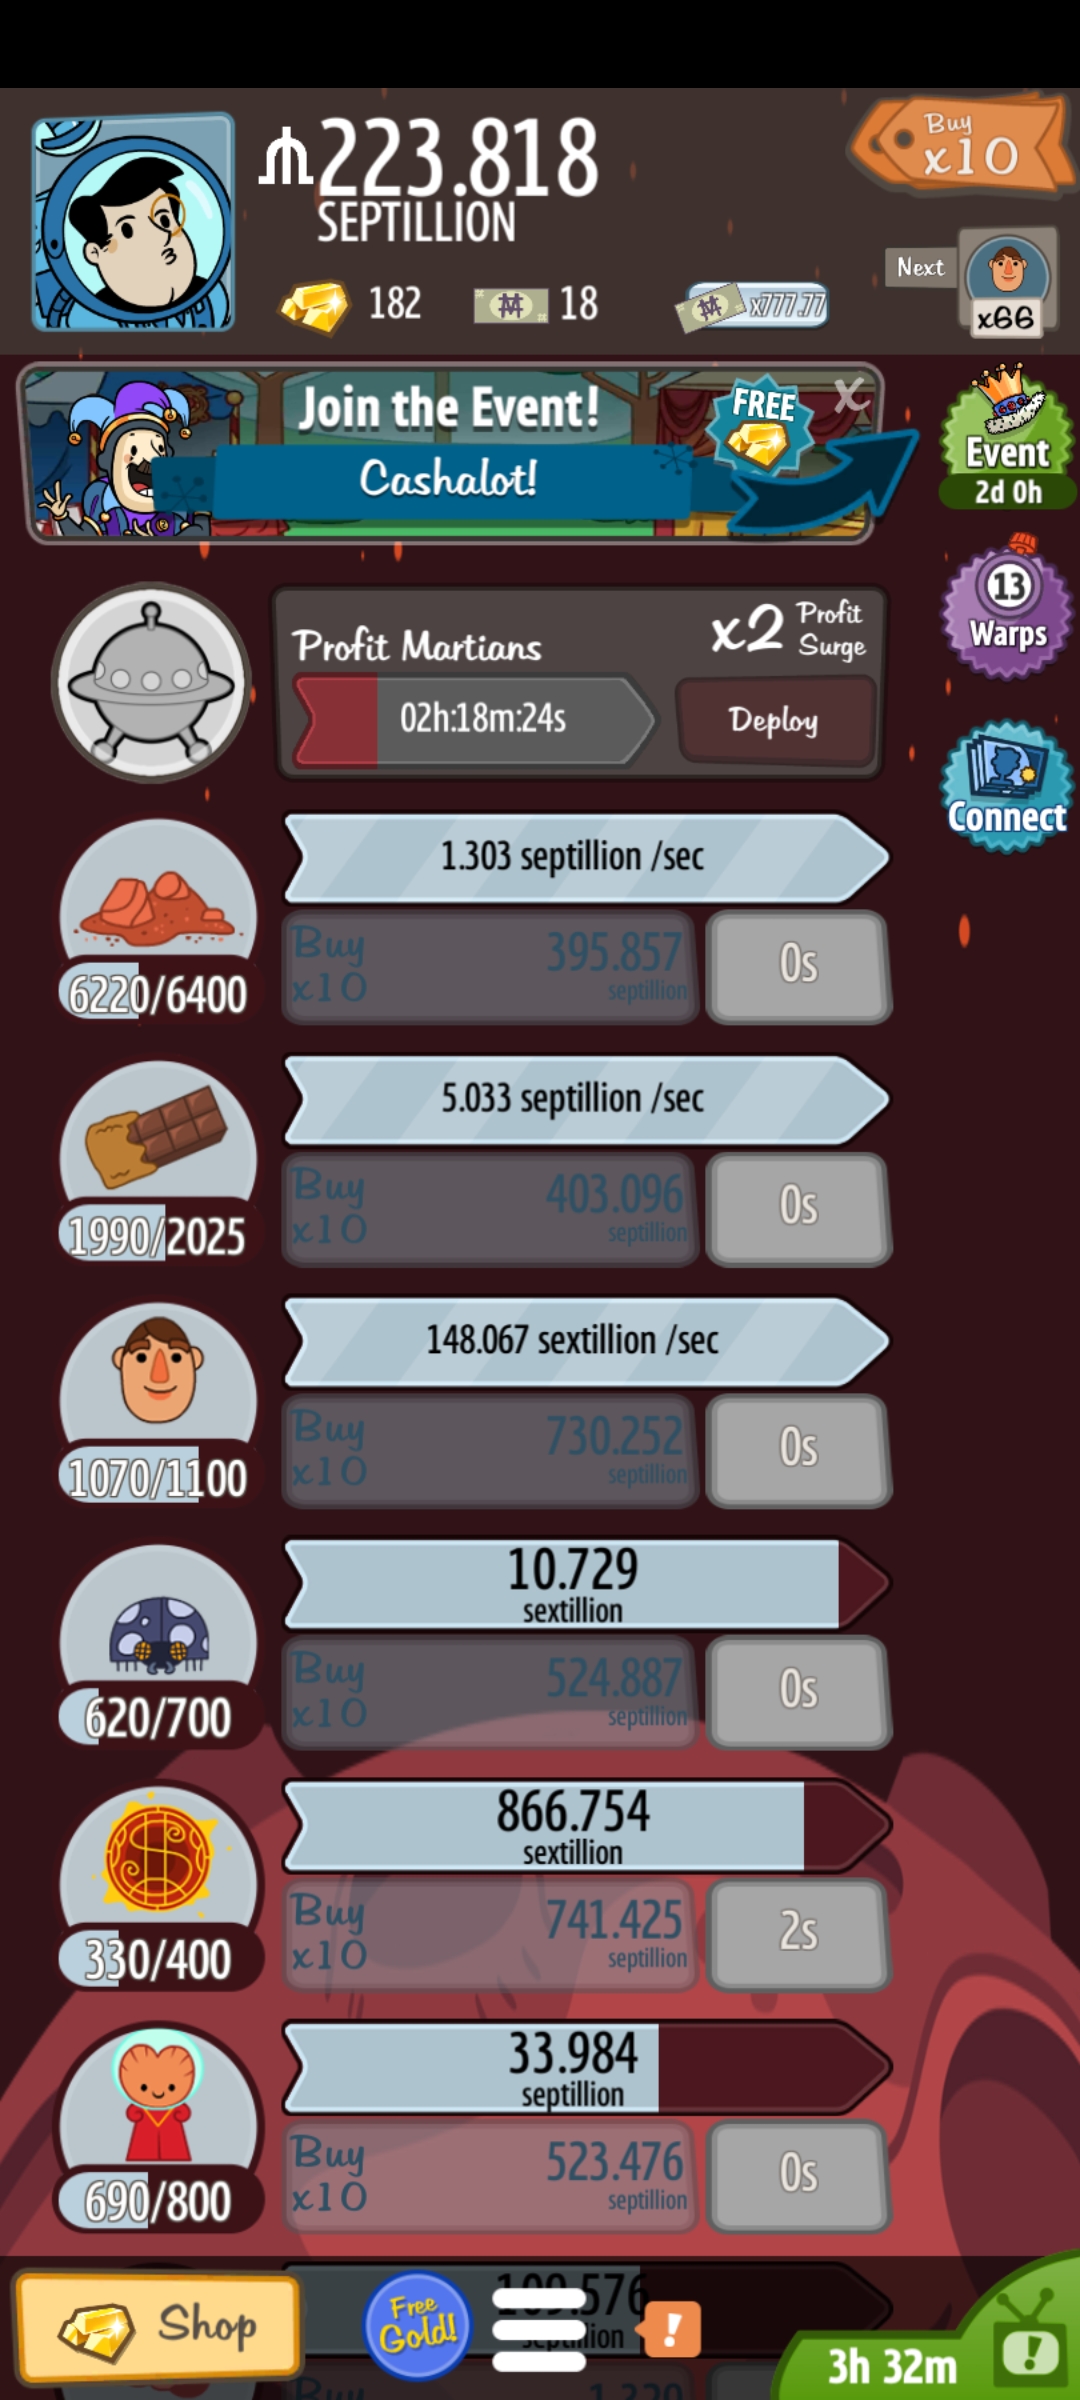 223.818
SEPTILLION
Buy
x10
182
18
x777.77
Next
x66
Join the Event!
Cashalot!
FREE
X
Event
2d 0h
13
Warps
Connect
Profit Martians
x2 Profit Surge
02h:18m:24s
Deploy
1.303 septillion /sec
Buy x10
395.857
septillion
0s
6220/6400
5.033 septillion /sec
Buy x10
403.096
septillion
0s
1990/2025
148.067 sextillion /sec
Buy x10
730.252
septillion
0s
1070/1100
10.729
sextillion
Buy x10
524.887
septillion
0s
620/700
866.754
sextillion
Buy x10
741.425
septillion
2s
330/400
33.984
septillion
Buy x10
523.476
septillion
0s
690/800
109.576
Shop
Free Gold!
!
3h 32m
!
Buy
1.320